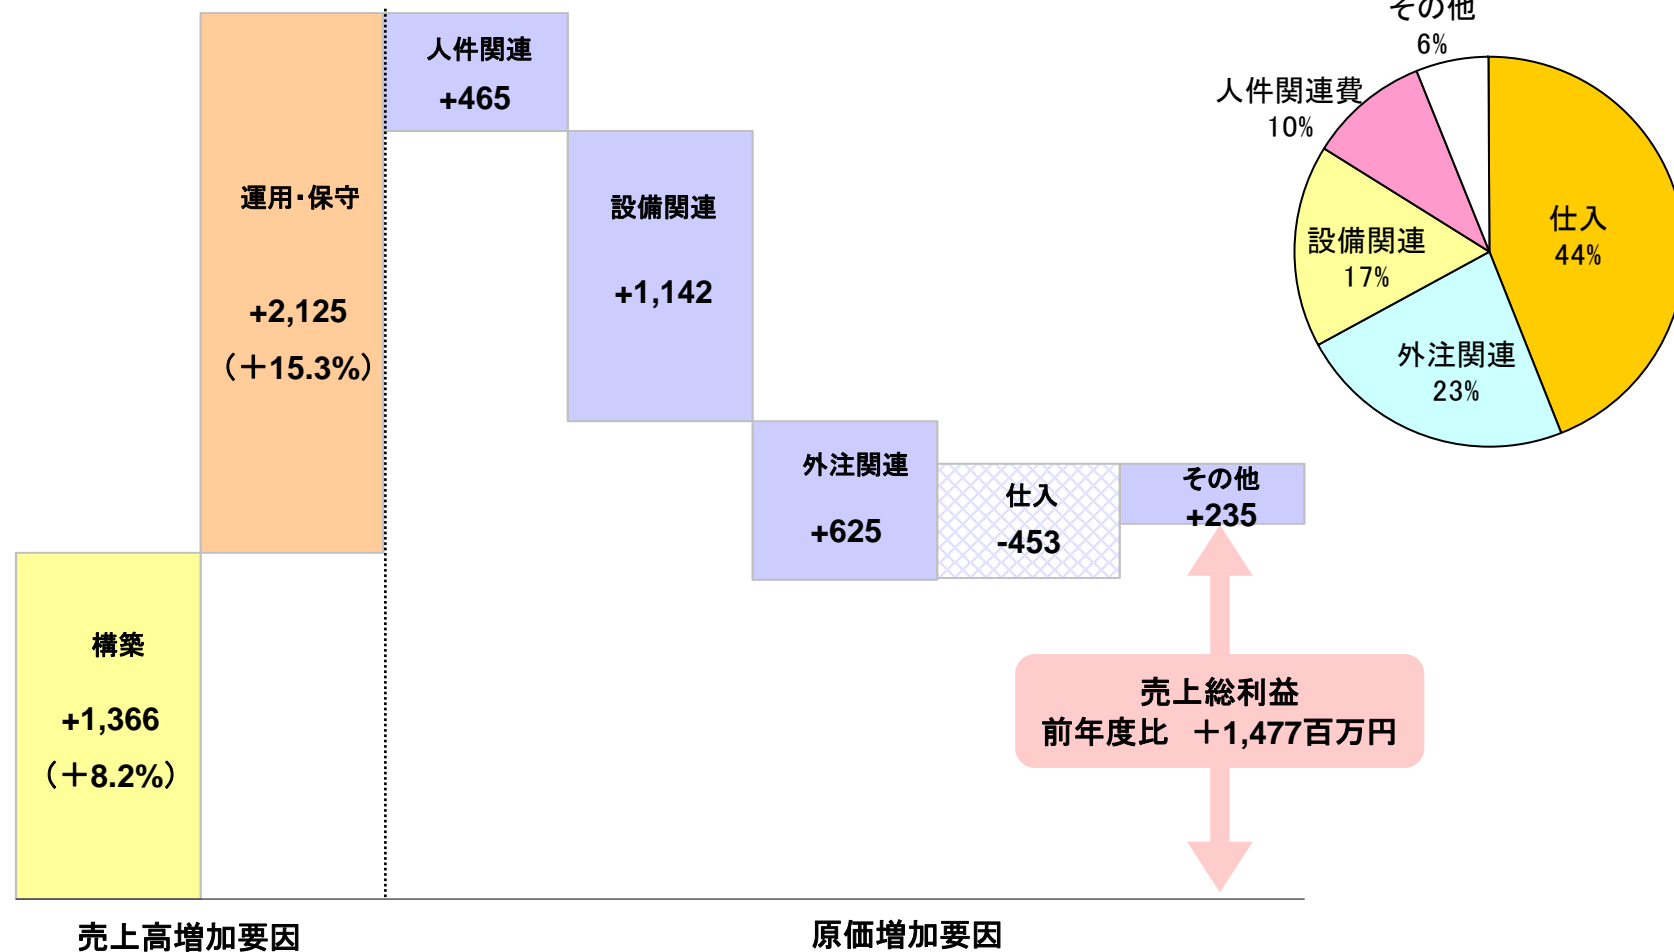 人件関連
+465
運用・保守
+2,125
（＋15.3%）
設備関連
+1,142
外注関連
+625
仕入
-453
その他
+235
構築
+1,366
（＋8.2%）
売上総利益
前年度比　＋1,477百万円
売上高増加要因
原価増加要因
その他
6%
人件関連費
10%
設備関連
17%
外注関連
23%
仕入
44%